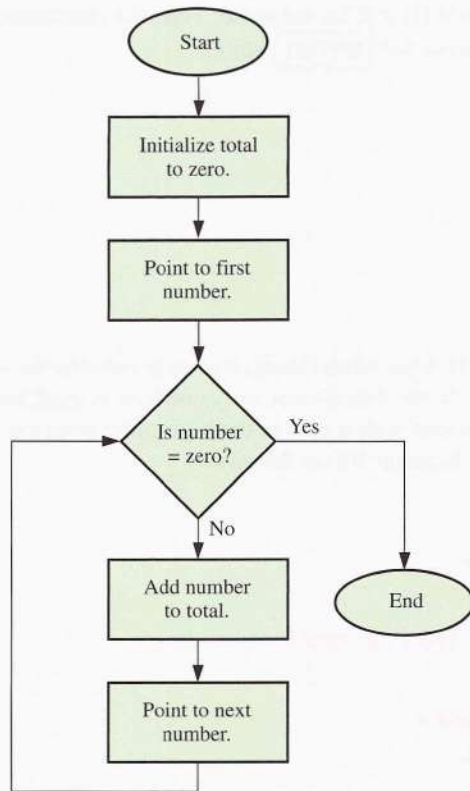 Start
Initialize total
to zero.
Point to first
number.
Is number
= zero?
Yes
No
Add number
to total.
End
Point to next
number.